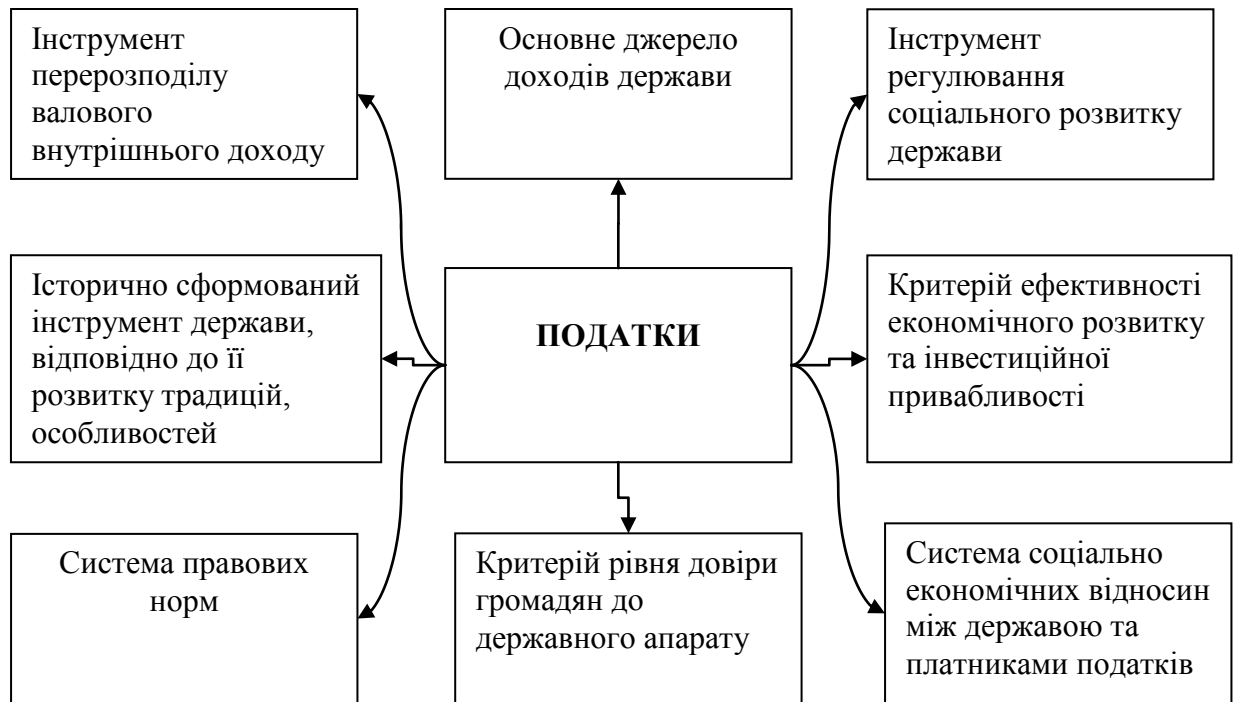 Інструмент
перерозподілу
валового
внутрішнього доходу
Основне джерело
доходів держави
Інструмент
регулювання
соціального розвитку
держави
Історично сформований
інструмент держави,
відповідно до її
розвитку традицій,
особливостей
ПОДАТКИ
Критерій ефективності
економічного розвитку
та інвестиційної
привабливості
Система правових
норм
Критерій рівня довіри
громадян до
державного апарату
Система соціально
економічних відносин
між державою та
платниками податків